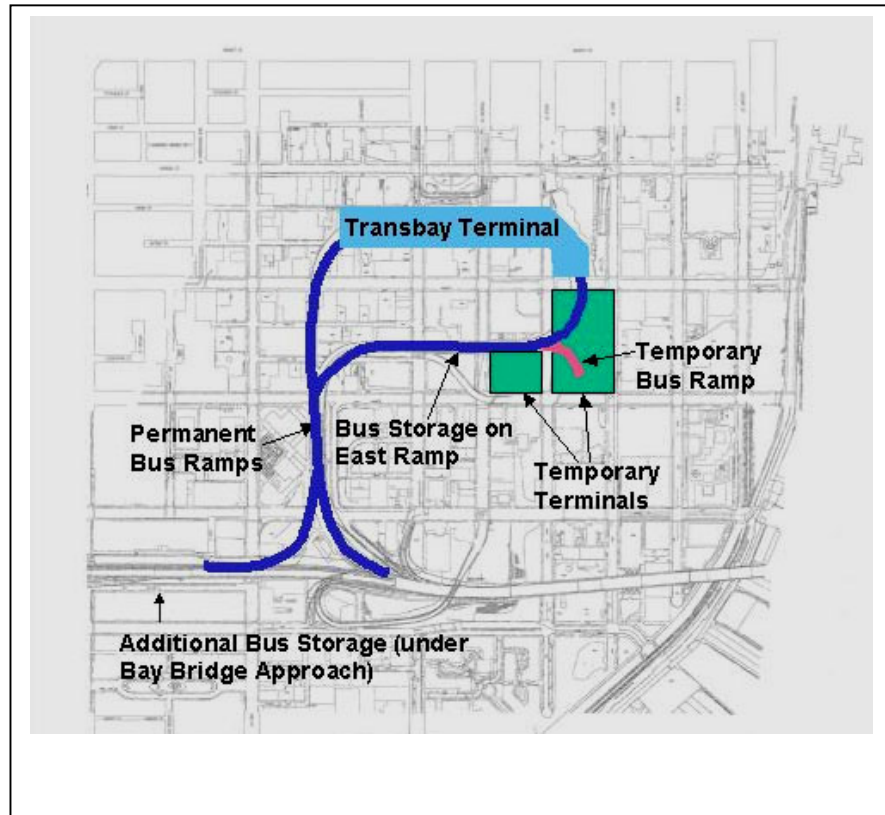 Transbay Terminal
Temporary
Bus Ramp
Permanent
Bus Ramps
Bus Storage on
East Ramp
Temporary
Terminals
Additional Bus Storage (under
Bay Bridge Approach)